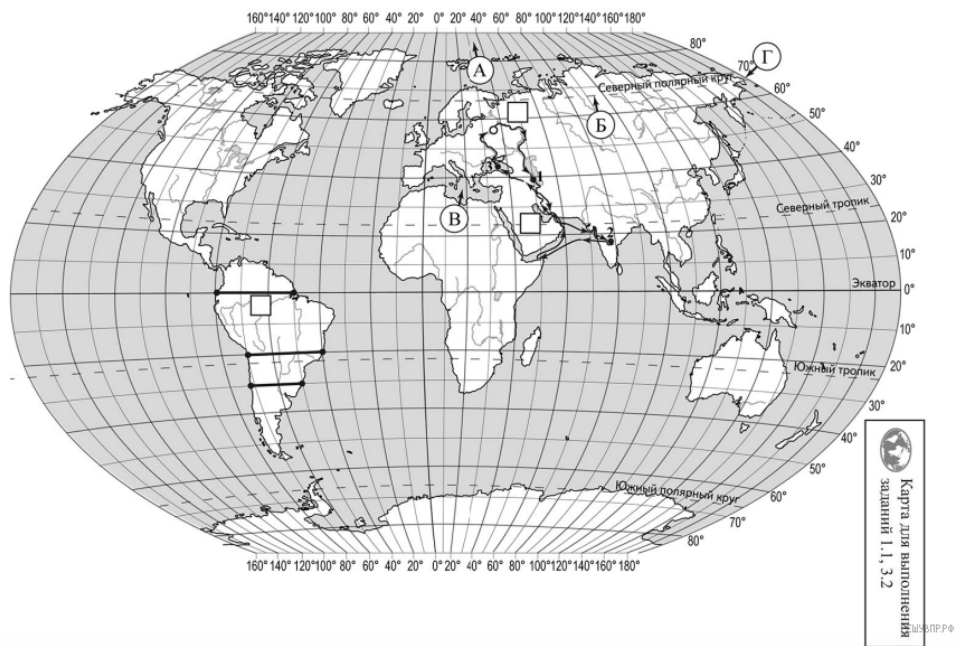 160°140°120°100° 80° 60° 40° 20° 0° 20° 40° 60° 80° 100°120°140°160°180°
80°
Г
70°
А
Северный полярный круг
60°
Б
50°
40°
3
1
30°
В
Северный тропик
20°
2
10°
Экватор
0°
10°
Южный тропик
20°
30°
40°
50°
Южный полярный круг
60°
70°
80°
160° 140° 120° 100° 80° 60° 40° 20° 0° 20° 40° 60° 80° 100°120° 140°160°180°
Карта для выполнения
заданий 1.1, 3.2